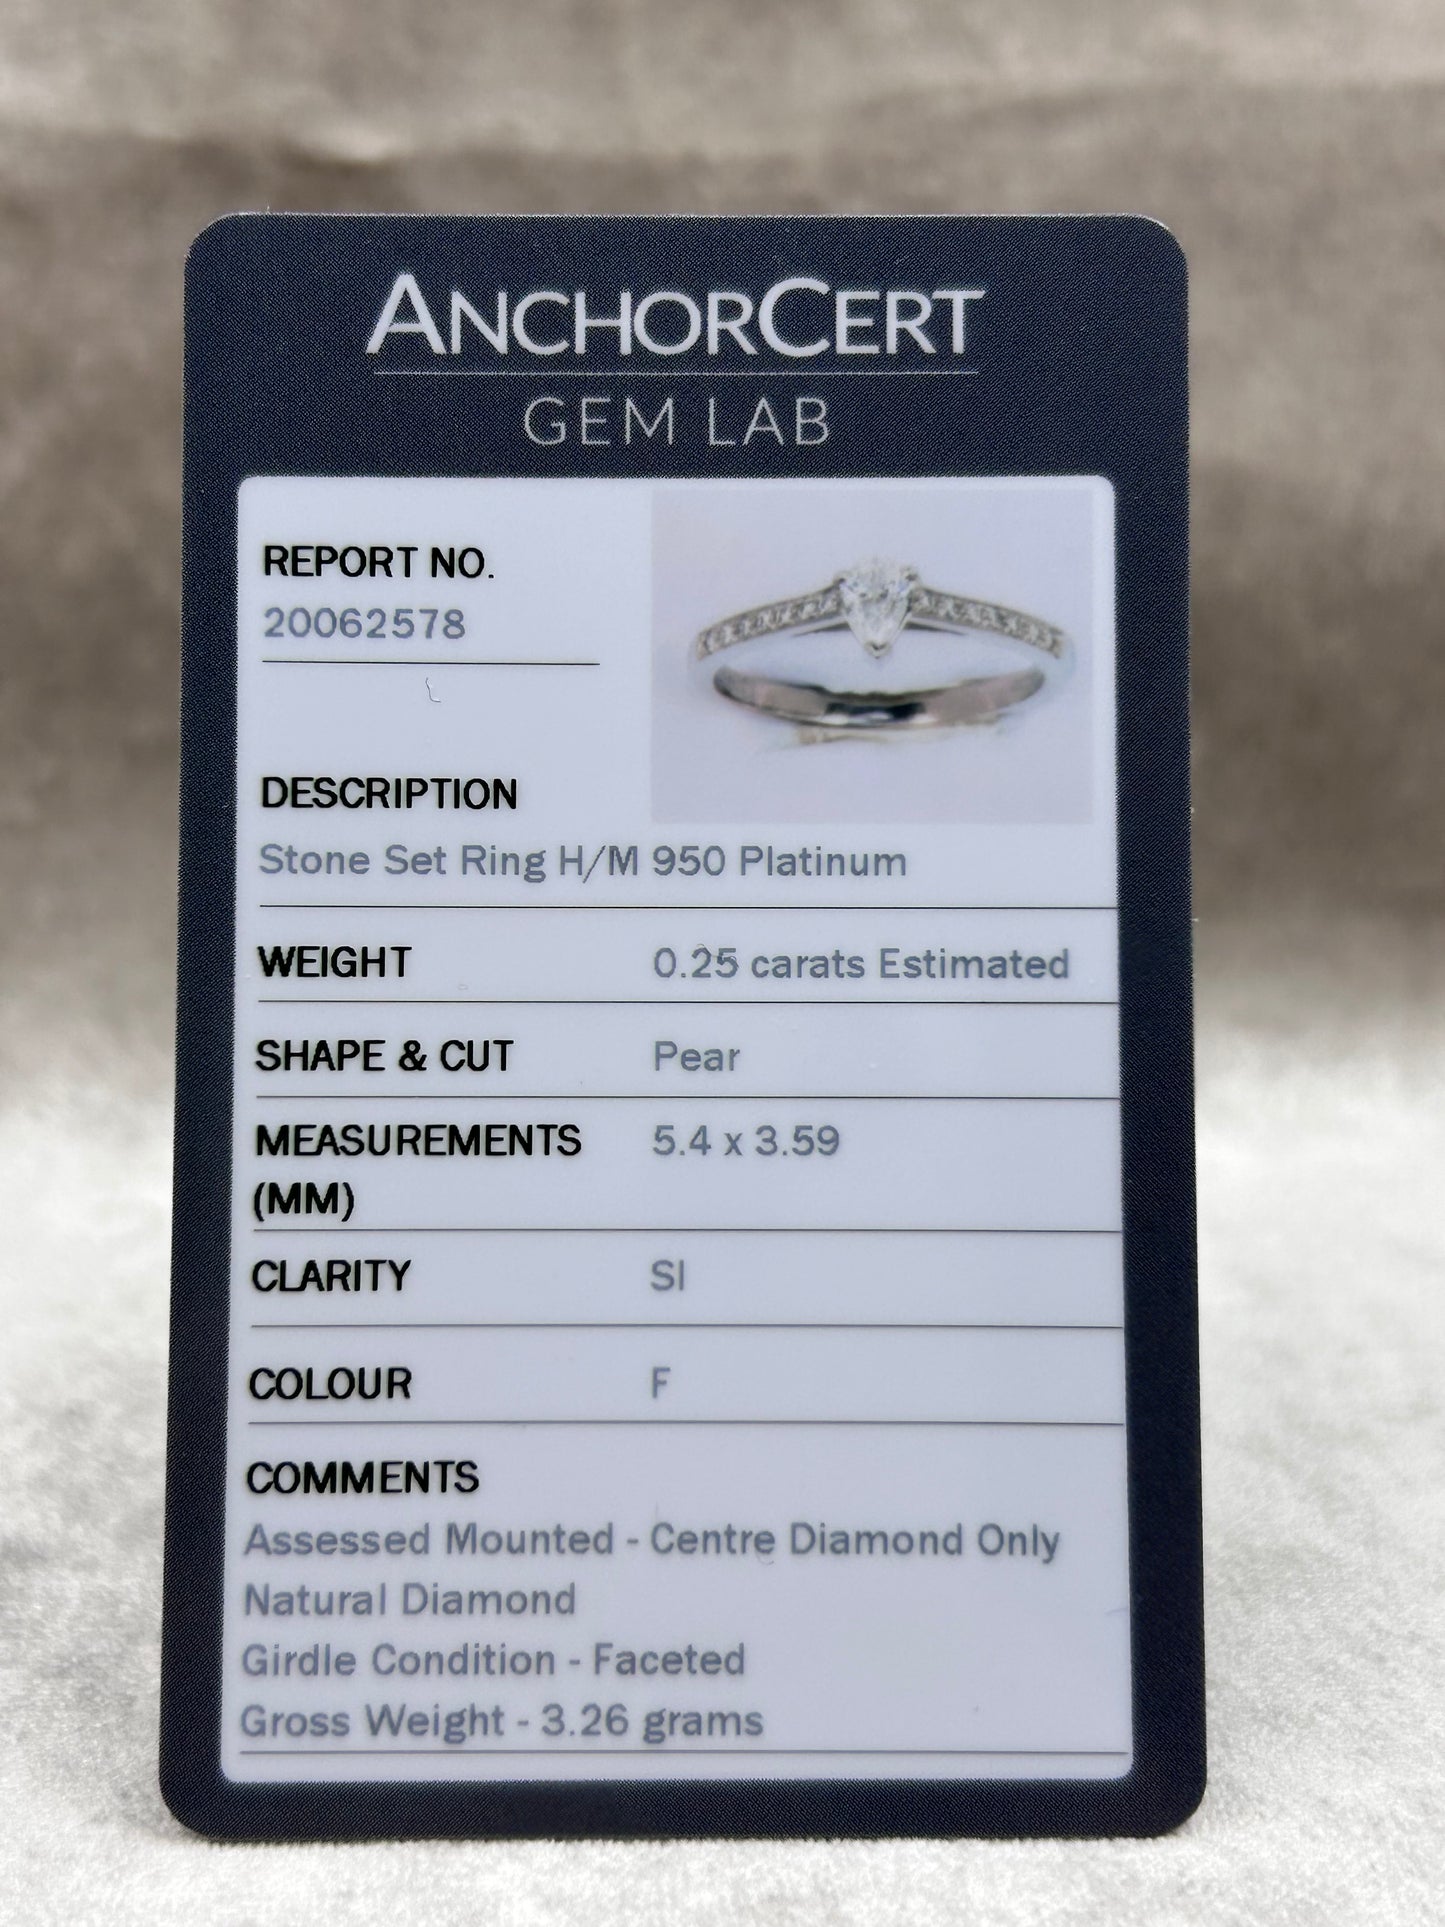 ANCHORCERT
GEM LAB
REPORT NO.
20062578
DESCRIPTION
Stone Set Ring H/M 950 Platinum
WEIGHT 0.25 carats Estimated
SHAPE & CUT Pear
MEASUREMENTS 5.4 x 3.59
(MM)
CLARITY SI
COLOUR F
COMMENTS
Assessed Mounted - Centre Diamond Only
Natural Diamond
Girdle Condition - Faceted
Gross Weight - 3.26 grams